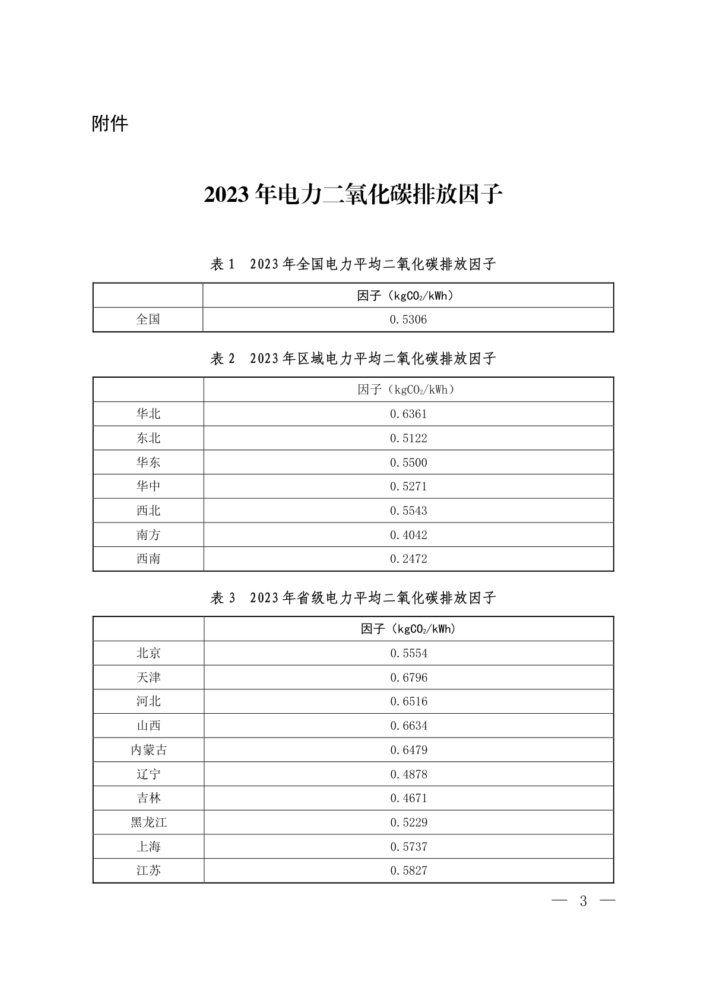 附件
2023 年电力二氧化碳排放因子
表 1 2023 年全国电力平均二氧化碳排放因子
因子（kgCO₂/kWh）
全国 0.5306
表 2 2023 年区域电力平均二氧化碳排放因子
因子（kgCO₂/kWh）
华北 0.6361
东北 0.5122
华东 0.5500
华中 0.5271
西北 0.5543
南方 0.4042
西南 0.2472
表 3 2023 年省级电力平均二氧化碳排放因子
因子（kgCO₂/kWh)
北京 0.5554
天津 0.6796
河北 0.6516
山西 0.6634
内蒙古 0.6479
辽宁 0.4878
吉林 0.4671
黑龙江 0.5229
上海 0.5737
江苏 0.5827
— 3 —